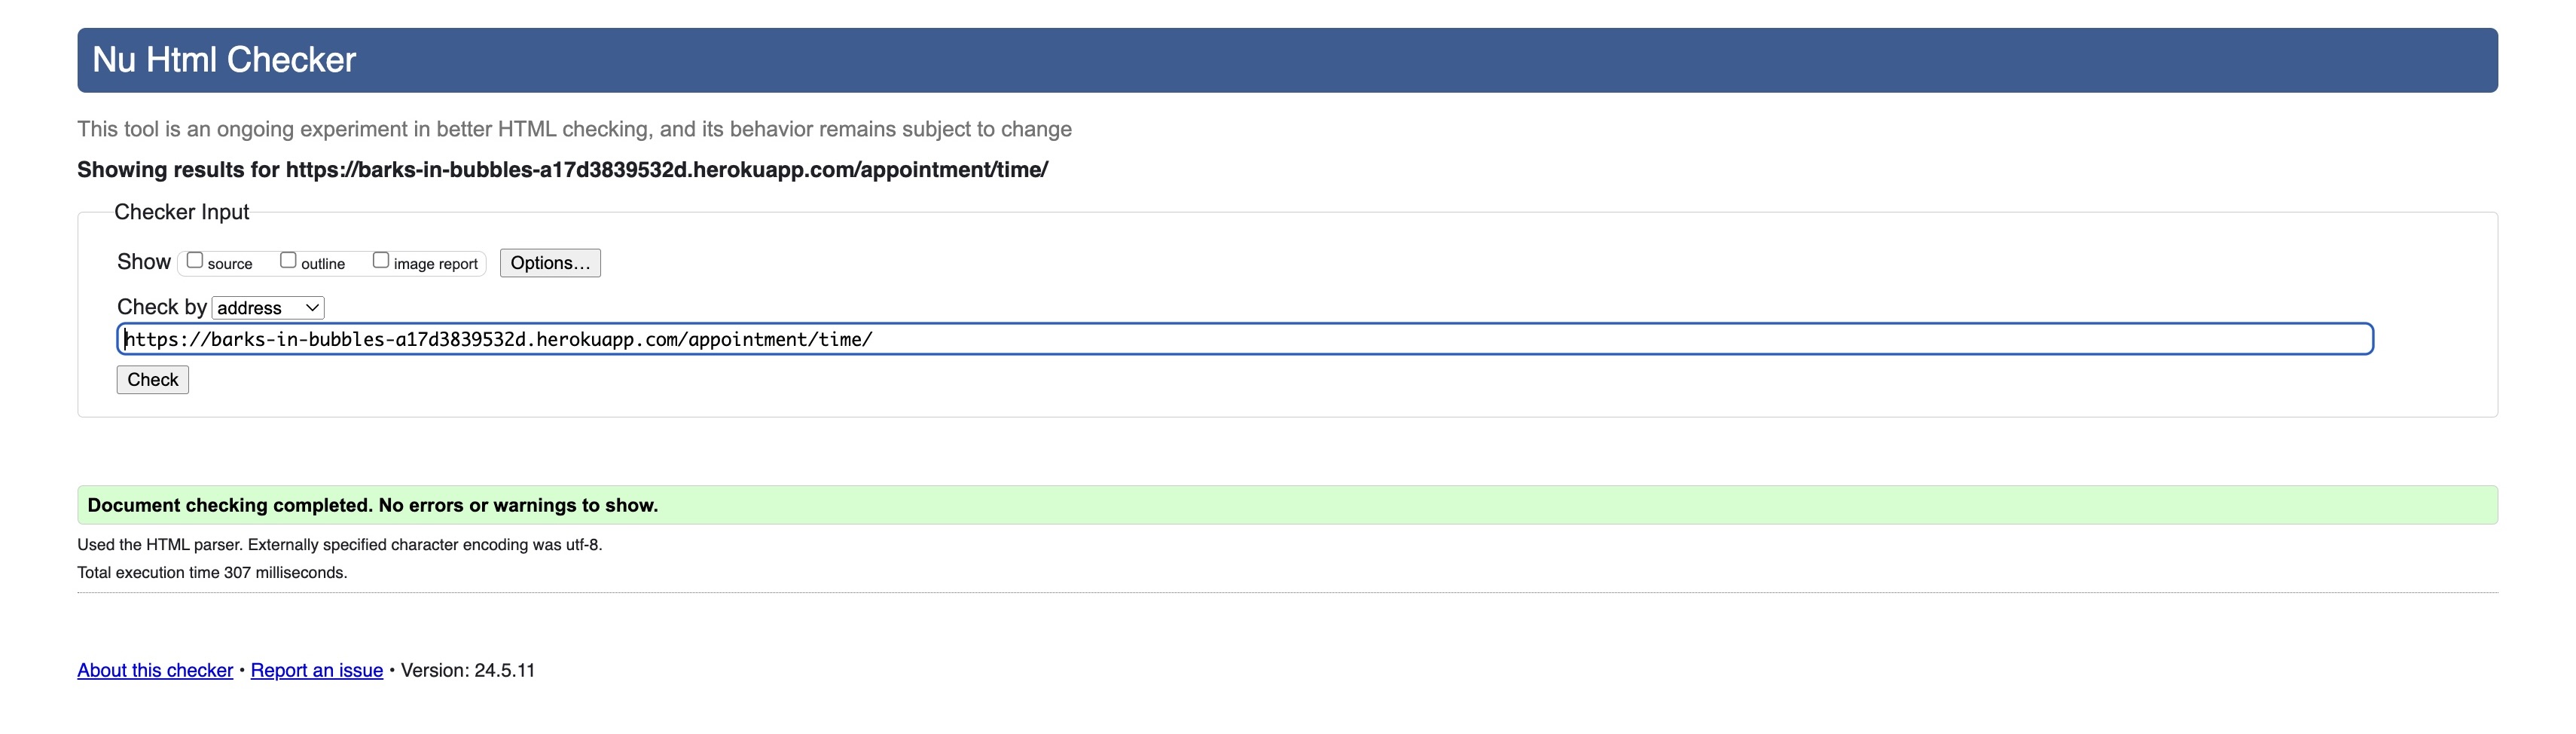 Nu Html Checker
This tool is an ongoing experiment in better HTML checking, and its behavior remains subject to change
Showing results for https://barks-in-bubbles-a17d3839532d.herokuapp.com/appointment/time/
Checker Input
Show source outline image report Options...
Check by address
https://barks-in-bubbles-a17d3839532d.herokuapp.com/appointment/time/
Check
Document checking completed. No errors or warnings to show.
Used the HTML parser. Externally specified character encoding was utf-8.
Total execution time 307 milliseconds.
About this checker • Report an issue • Version: 24.5.11